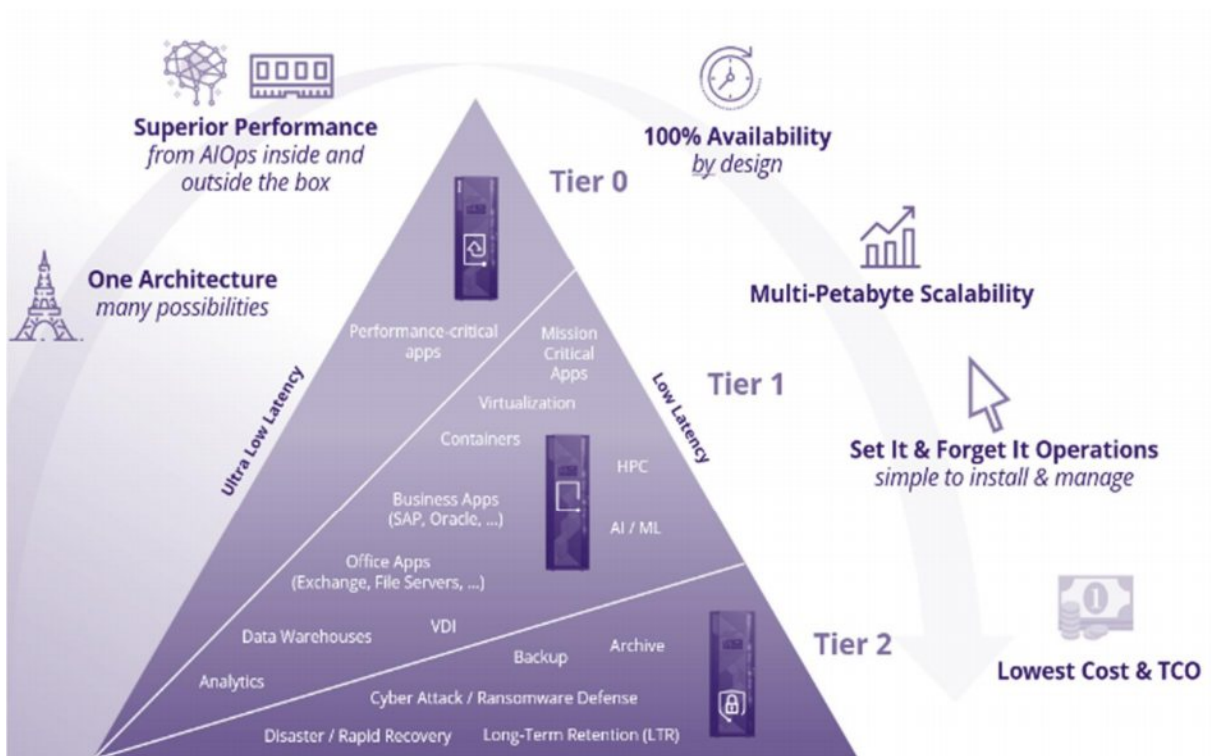 Superior Performance
from AIOps inside and
outside the box
100% Availability
by design
Tier 0
One Architecture
many possibilities
Multi-Petabyte Scalability
Performance-critical
apps
Mission
Critical
Apps
Ultra Low Latency
Low Latency
Tier 1
Virtualization
Containers
HPC
Set It & Forget It Operations
simple to install & manage
Business Apps
(SAP, Oracle, ...)
AI / ML
Office Apps
(Exchange, File Servers, ...)
1
Data Warehouses
VDI
Analytics
Tier 2
Backup
Archive
Lowest Cost & TCO
Cyber Attack / Ransomware Defense
Disaster / Rapid Recovery
Long-Term Retention (LTR)